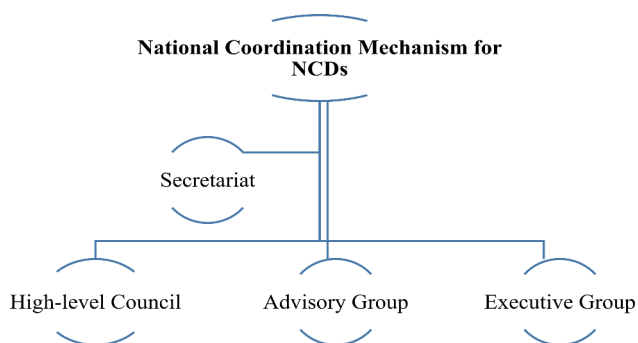 National Coordination Mechanism for
NCDs
Secretariat
High-level Council
Advisory Group
Executive Group